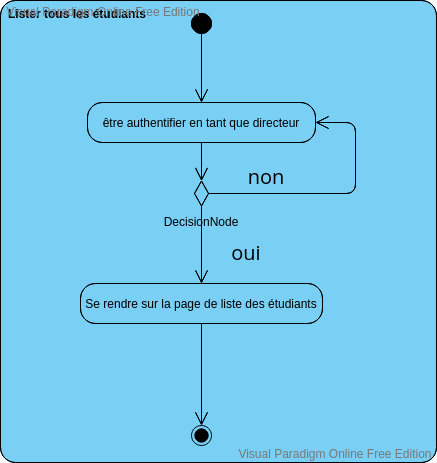 Visual Paradigm Online Free Edition
Lister tous les étudiants
être authentifier en tant que directeur
non
DecisionNode
oui
Se rendre sur la page de liste des étudiants
Visual Paradigm Online Free Edition